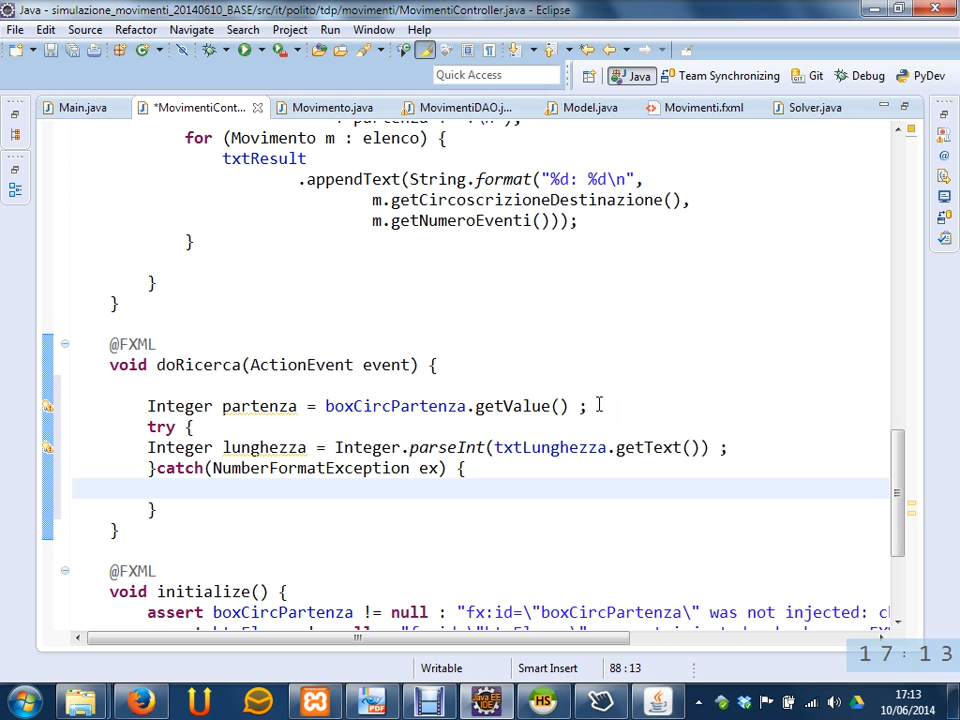 Java - simulazione_movimenti_20140610_BASE/src/it/polito/tdp/movimenti/MovimentiController.java - Eclipse
File Edit Source Refactor Navigate Search Project Run Window Help
Quick Access
Java Team Synchronizing Git Debug PyDev
Main.java *MovimentiCont... Movimento.java MovimentiDAO.j... Model.java Movimenti.fxml Solver.java
for (Movimento m : elenco) {
txtResult
.appendText(String.format("%d: %d\n",
m.getCircoscrizioneDestinazione(),
m.getNumeroEventi()));
}
}
}
@FXML
void doRicerca(ActionEvent event) {
Integer partenza = boxCircPartenza.getValue() ;
try {
Integer lunghezza = Integer.parseInt(txtLunghezza.getText()) ;
}catch(NumberFormatException ex) {
}
}
@FXML
void initialize() {
assert boxCircPartenza != null : "fx:id=\"boxCircPartenza\" was not injected:
Writable Smart Insert 88 : 13
17:13
17:13
10/06/2014